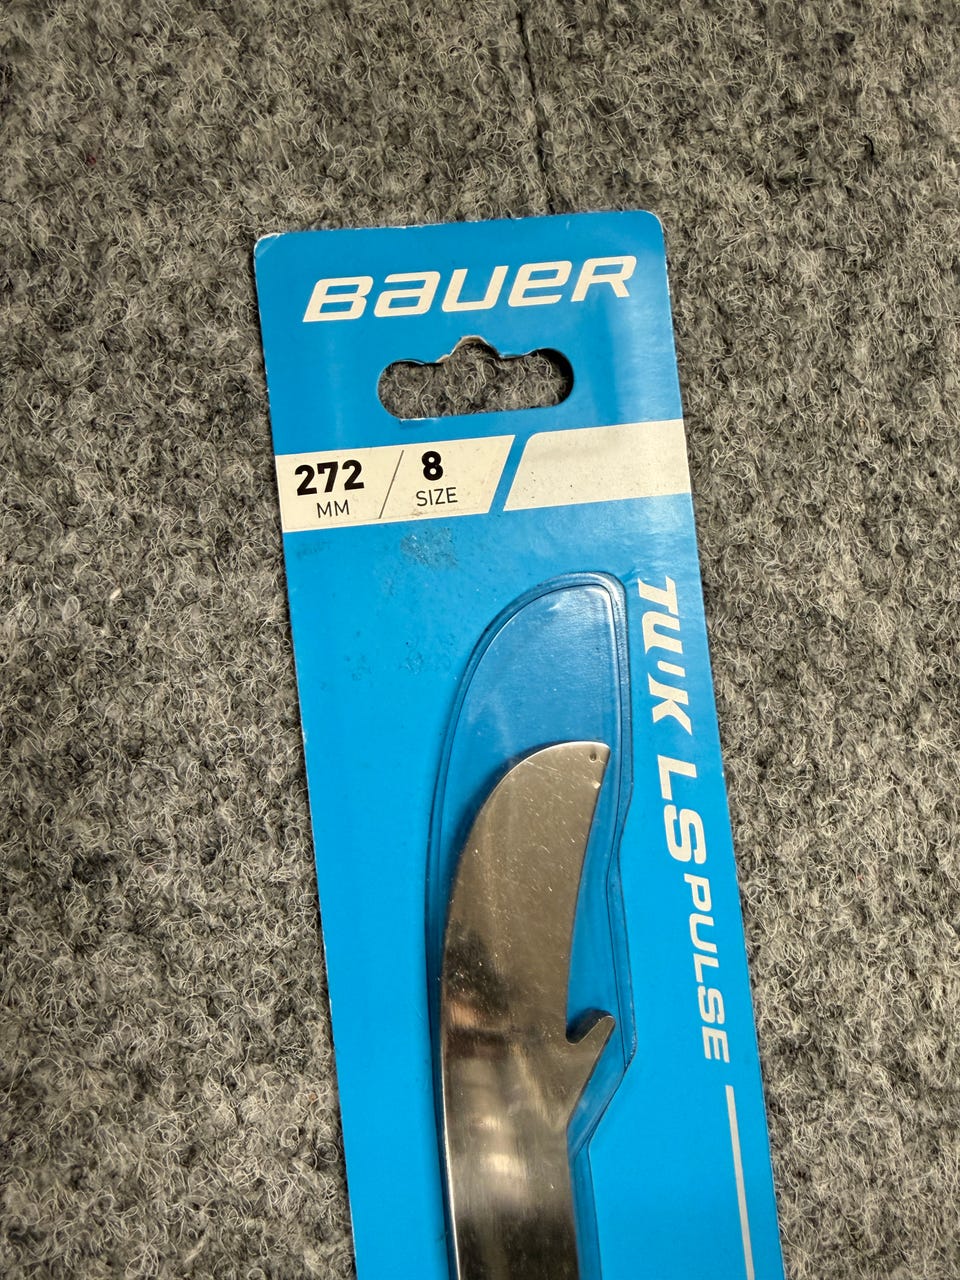 BAUER
272 / 8
MM SIZE
TUUK LS PULSE